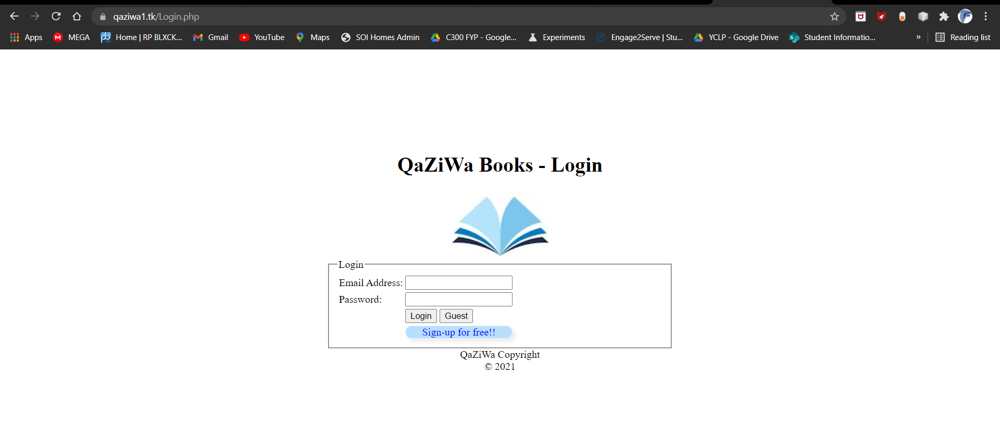 qaziwa1.tk/Login.php
Apps MEGA Home | RP BLXCK... Gmail YouTube Maps SOI Homes Admin C300 FYP - Google... Experiments Engage2Serve | Stu... YCLP - Google Drive Student Informatio... » Reading list
QaZiWa Books - Login
Login
Email Address:
Password:
Login Guest
Sign-up for free!!
QaZiWa Copyright
© 2021